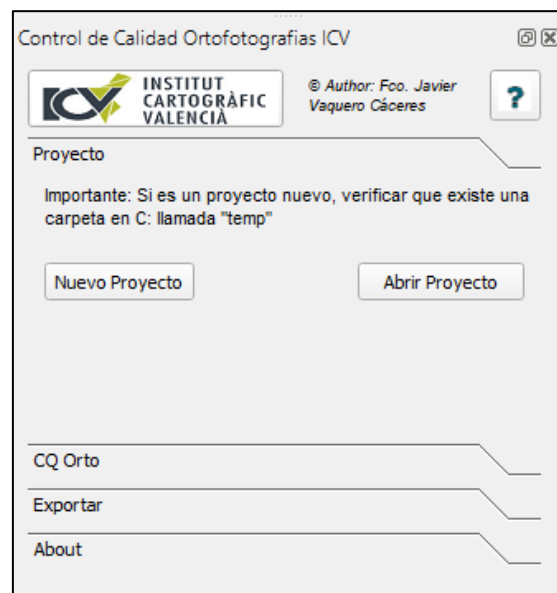 Control de Calidad Ortofotografias ICV
ICV
INSTITUT
CARTOGRÀFIC
VALENCIÀ
© Author: Fco. Javier
Vaquero Cáceres
?
Proyecto
Importante: Si es un proyecto nuevo, verificar que existe una
carpeta en C: llamada "temp"
Nuevo Proyecto
Abrir Proyecto
CQ Orto
Exportar
About